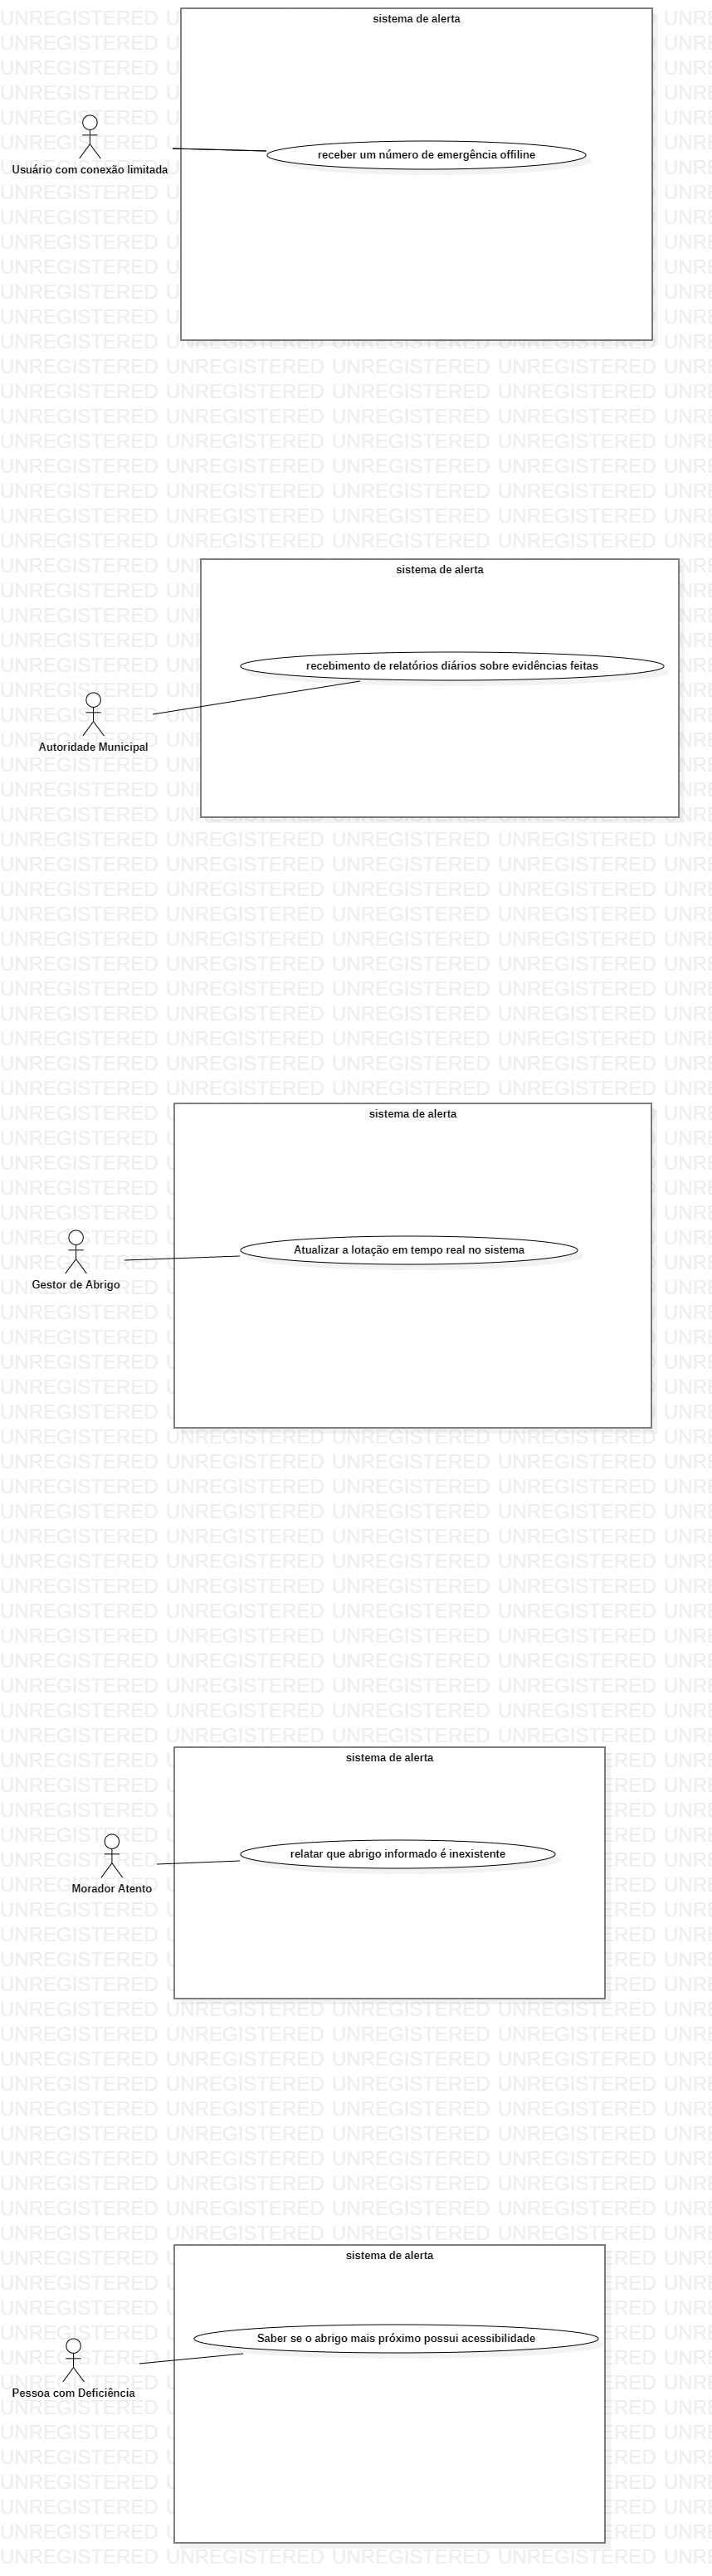 sistema de alerta
receber um número de emergência offiline
Usuário com conexão limitada
sistema de alerta
recebimento de relatórios diários sobre evidências feitas
Autoridade Municipal
sistema de alerta
Atualizar a lotação em tempo real no sistema
Gestor de Abrigo
sistema de alerta
relatar que abrigo informado é inexistente
Morador Atento
sistema de alerta
Saber se o abrigo mais próximo possui acessibilidade
Pessoa com Deficiência
UNREGISTERED